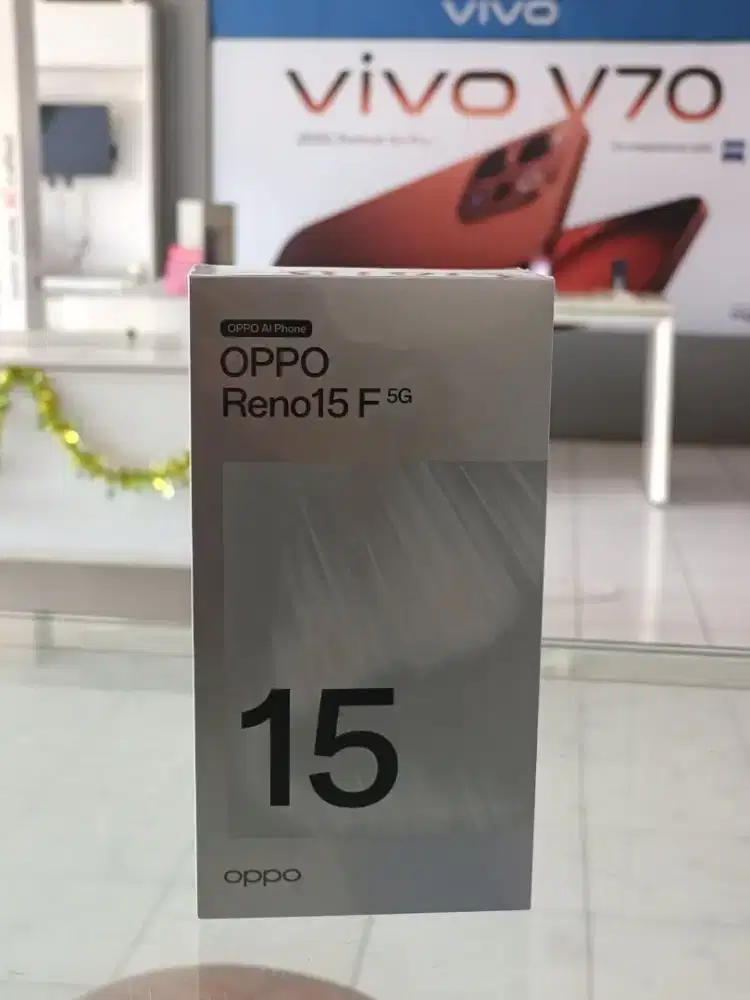 vivo
vivo V70
OPPO AI Phone
OPPO
Reno15 F 5G
15
oppo